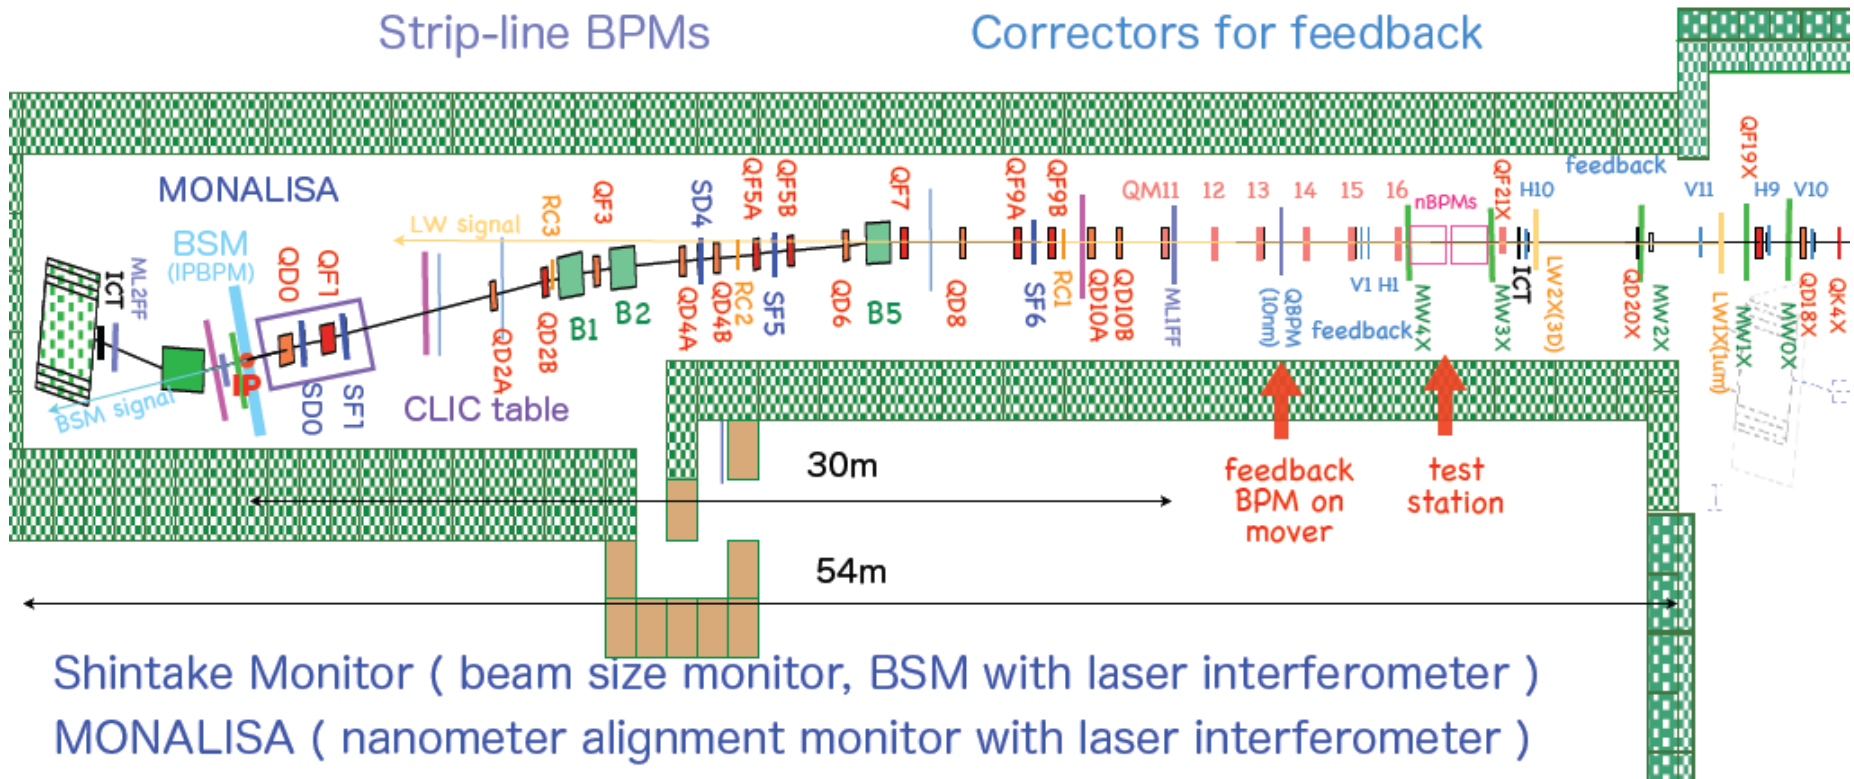 Strip-line BPMs
Correctors for feedback
MONALISA
BSM
(IPBPM)
ICT
ML2FF
QD0
QF1
LW signal
RC3
QF3
SD4
QF5A
QF5B
QF7
QF9A
QF9B
QM11
12
13
14
15
16
nBPMs
QF21X
H10
feedback
V11
QF19X
H9
V10
IP
BSM signal
SD0
SF1
CLIC table
QD2A
QD2B
B1
B2
QD4A
QD4B
RC2
SF5
QD6
B5
QD8
SF6
RC1
QD10A
QD10B
ML1FF
QBPM
(10nm)
V1 H1
feedback
MW4X
MW3X
ICT
LW2X(3D)
QD20X
MW2X
LW1X(1um)
MW1X
MW0X
QD18X
QK4X
30m
feedback
BPM on
mover
test
station
54m
Shintake Monitor ( beam size monitor, BSM with laser interferometer )
MONALISA ( nanometer alignment monitor with laser interferometer )